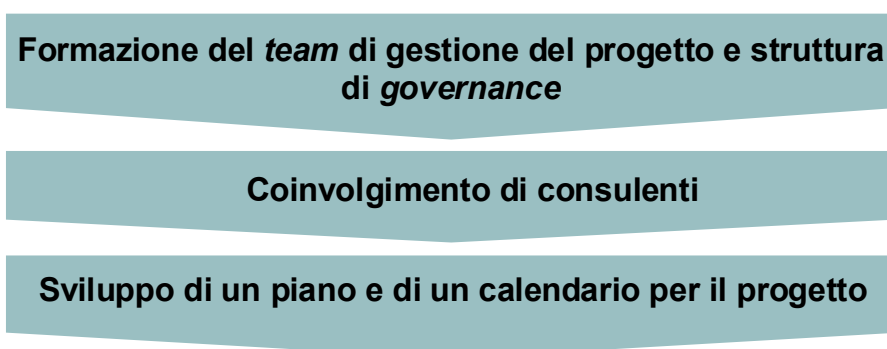 Formazione del team di gestione del progetto e struttura
di governance
Coinvolgimento di consulenti
Sviluppo di un piano e di un calendario per il progetto